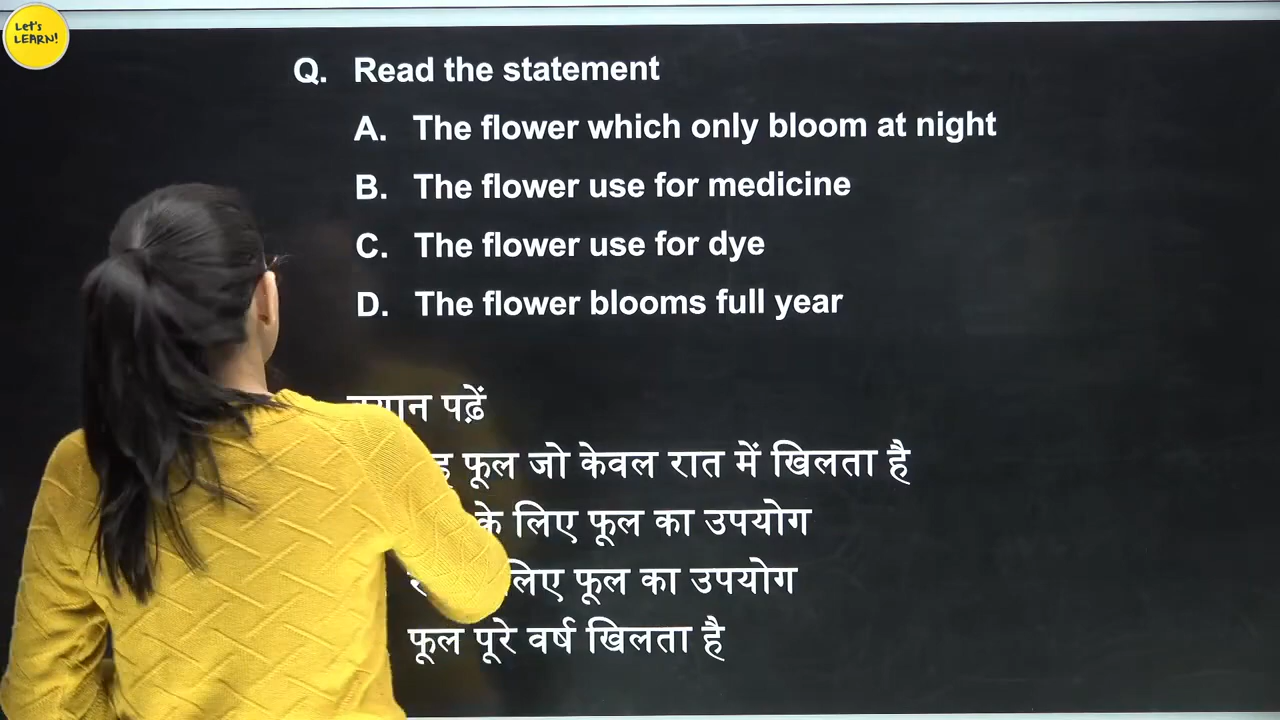 Let's
LEARN!
Q. Read the statement
A. The flower which only bloom at night
B. The flower use for medicine
C. The flower use for dye
D. The flower blooms full year
पढ़ें
फूल जो केवल रात में खिलता है
के लिए फूल का उपयोग
लिए फूल का उपयोग
फूल पूरे वर्ष खिलता है